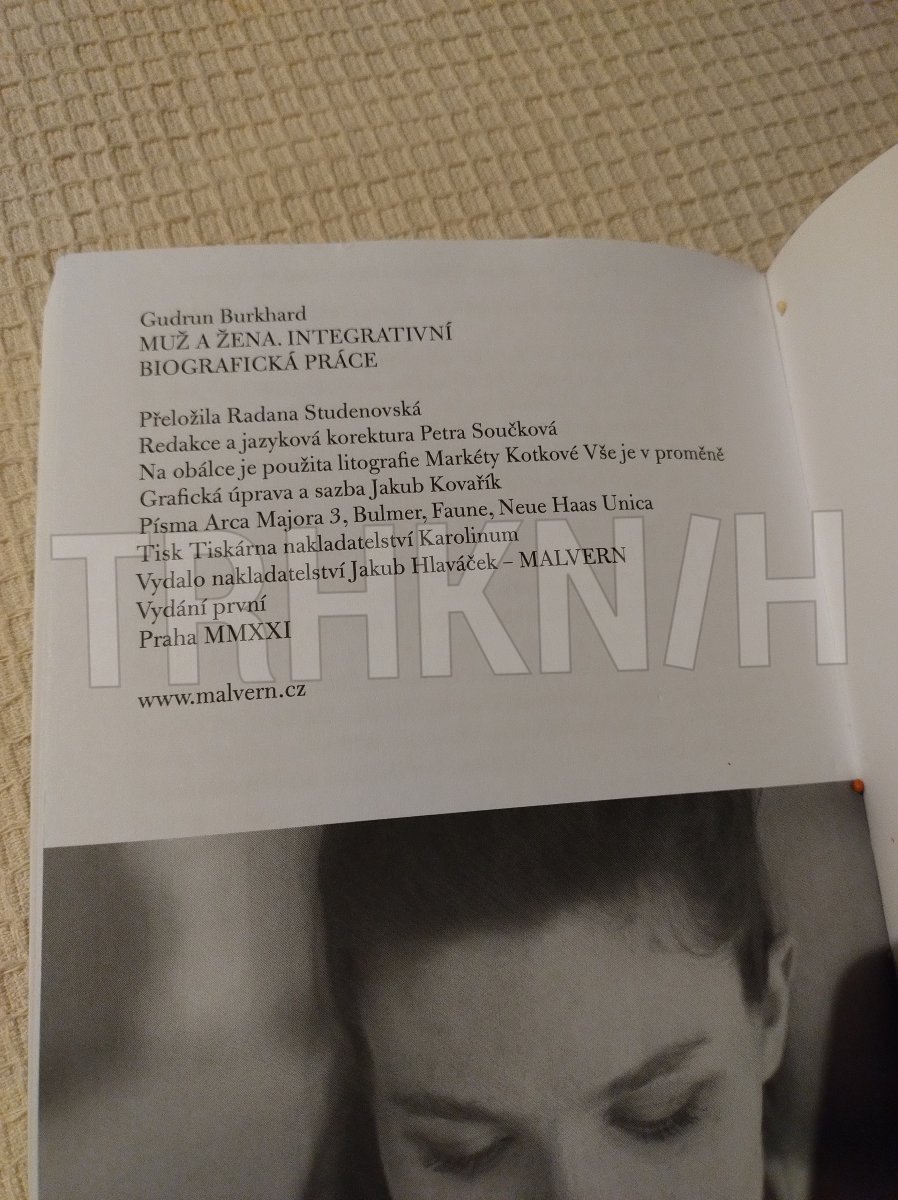 Gudrun Burkhard
MUŽ A ŽENA. INTEGRATIVNÍ
BIOGRAFICKÁ PRÁCE
Přeložila Radana Studenovská
Redakce a jazyková korektura Petra Součková
Na obálce je použita litografie Markéty Kotkové Vše je v proměně
Grafická úprava a sazba Jakub Kovařík
Písma Arca Majora 3, Bulmer, Faune, Neue Haas Unica
Tisk Tiskárna nakladatelství Karolinum
Vydalo nakladatelství Jakub Hlaváček – MALVERN
Vydání první
Praha MMXXI
www.malvern.cz
TRHKN/H